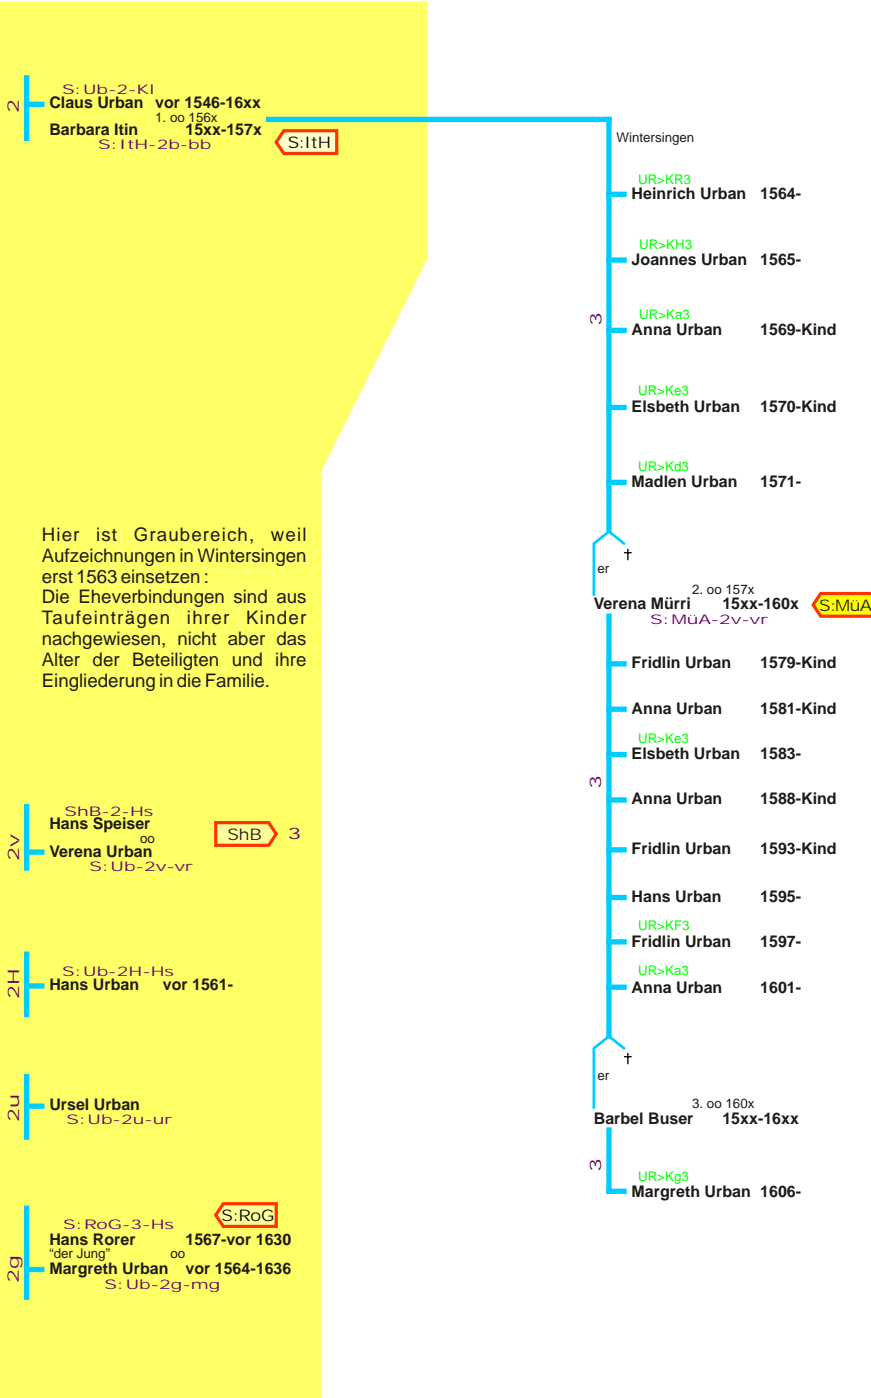 2
S:Ub-2-Kl
Claus Urban vor 1546-16xx
1. oo 156x
Barbara Itin 15xx-157x
S:ItH-2b-bb
S:ItH
Wintersingen
UR>KR3
Heinrich Urban 1564-
UR>KH3
Joannes Urban 1565-
3
UR>Ka3
Anna Urban 1569-Kind
UR>Ke3
Elsbeth Urban 1570-Kind
UR>Kd3
Madlen Urban 1571-
†
er
2. oo 157x
Verena Mürri 15xx-160x
S:MüA-2v-vr
S:MüA
Fridlin Urban 1579-Kind
Anna Urban 1581-Kind
UR>Ke3
Elsbeth Urban 1583-
3
Anna Urban 1588-Kind
Fridlin Urban 1593-Kind
Hans Urban 1595-
UR>KF3
Fridlin Urban 1597-
UR>Ka3
Anna Urban 1601-
†
er
3. oo 160x
Barbel Buser 15xx-16xx
3
UR>Kg3
Margreth Urban 1606-
Hier ist Graubereich, weil
Aufzeichnungen in Wintersingen
erst 1563 einsetzen :
Die Eheverbindungen sind aus
Taufeinträgen ihrer Kinder
nachgewiesen, nicht aber das
Alter der Beteiligten und ihre
Eingliederung in die Familie.
2v
ShB-2-Hs
Hans Speiser
oo
Verena Urban
S:Ub-2v-vr
ShB 3
2H
S:Ub-2H-Hs
Hans Urban vor 1561-
2u
Ursel Urban
S:Ub-2u-ur
2g
S:RoG-3-Hs
S:RoG
Hans Rorer 1567-vor 1630
"der Jung" oo
Margreth Urban vor 1564-1636
S:Ub-2g-mg